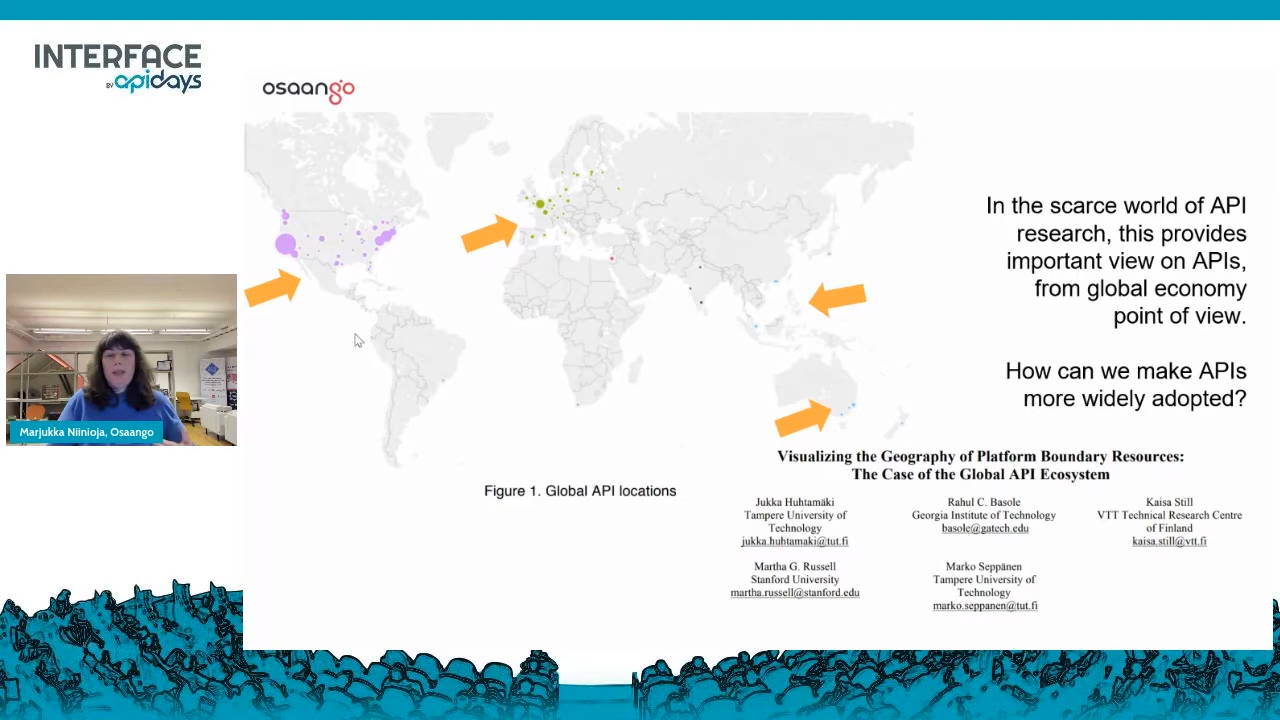 INTERFACE
BY apidays
osaango
In the scarce world of API
research, this provides
important view on APIs,
from global economy
point of view.
How can we make APIs
more widely adopted?
Marjukka Niinioja, Osaango
Figure 1. Global API locations
Visualizing the Geography of Platform Boundary Resources:
The Case of the Global API Ecosystem
Jukka Huhtamäki
Tampere University of
Technology
jukka.huhtamaki@tut.fi
Rahul C. Basole
Georgia Institute of Technology
basole@gatech.edu
Kaisa Still
VTT Technical Research Centre
of Finland
kaisa.still@vtt.fi
Martha G. Russell
Stanford University
martha.russell@stanford.edu
Marko Seppänen
Tampere University of
Technology
marko.seppanen@tut.fi